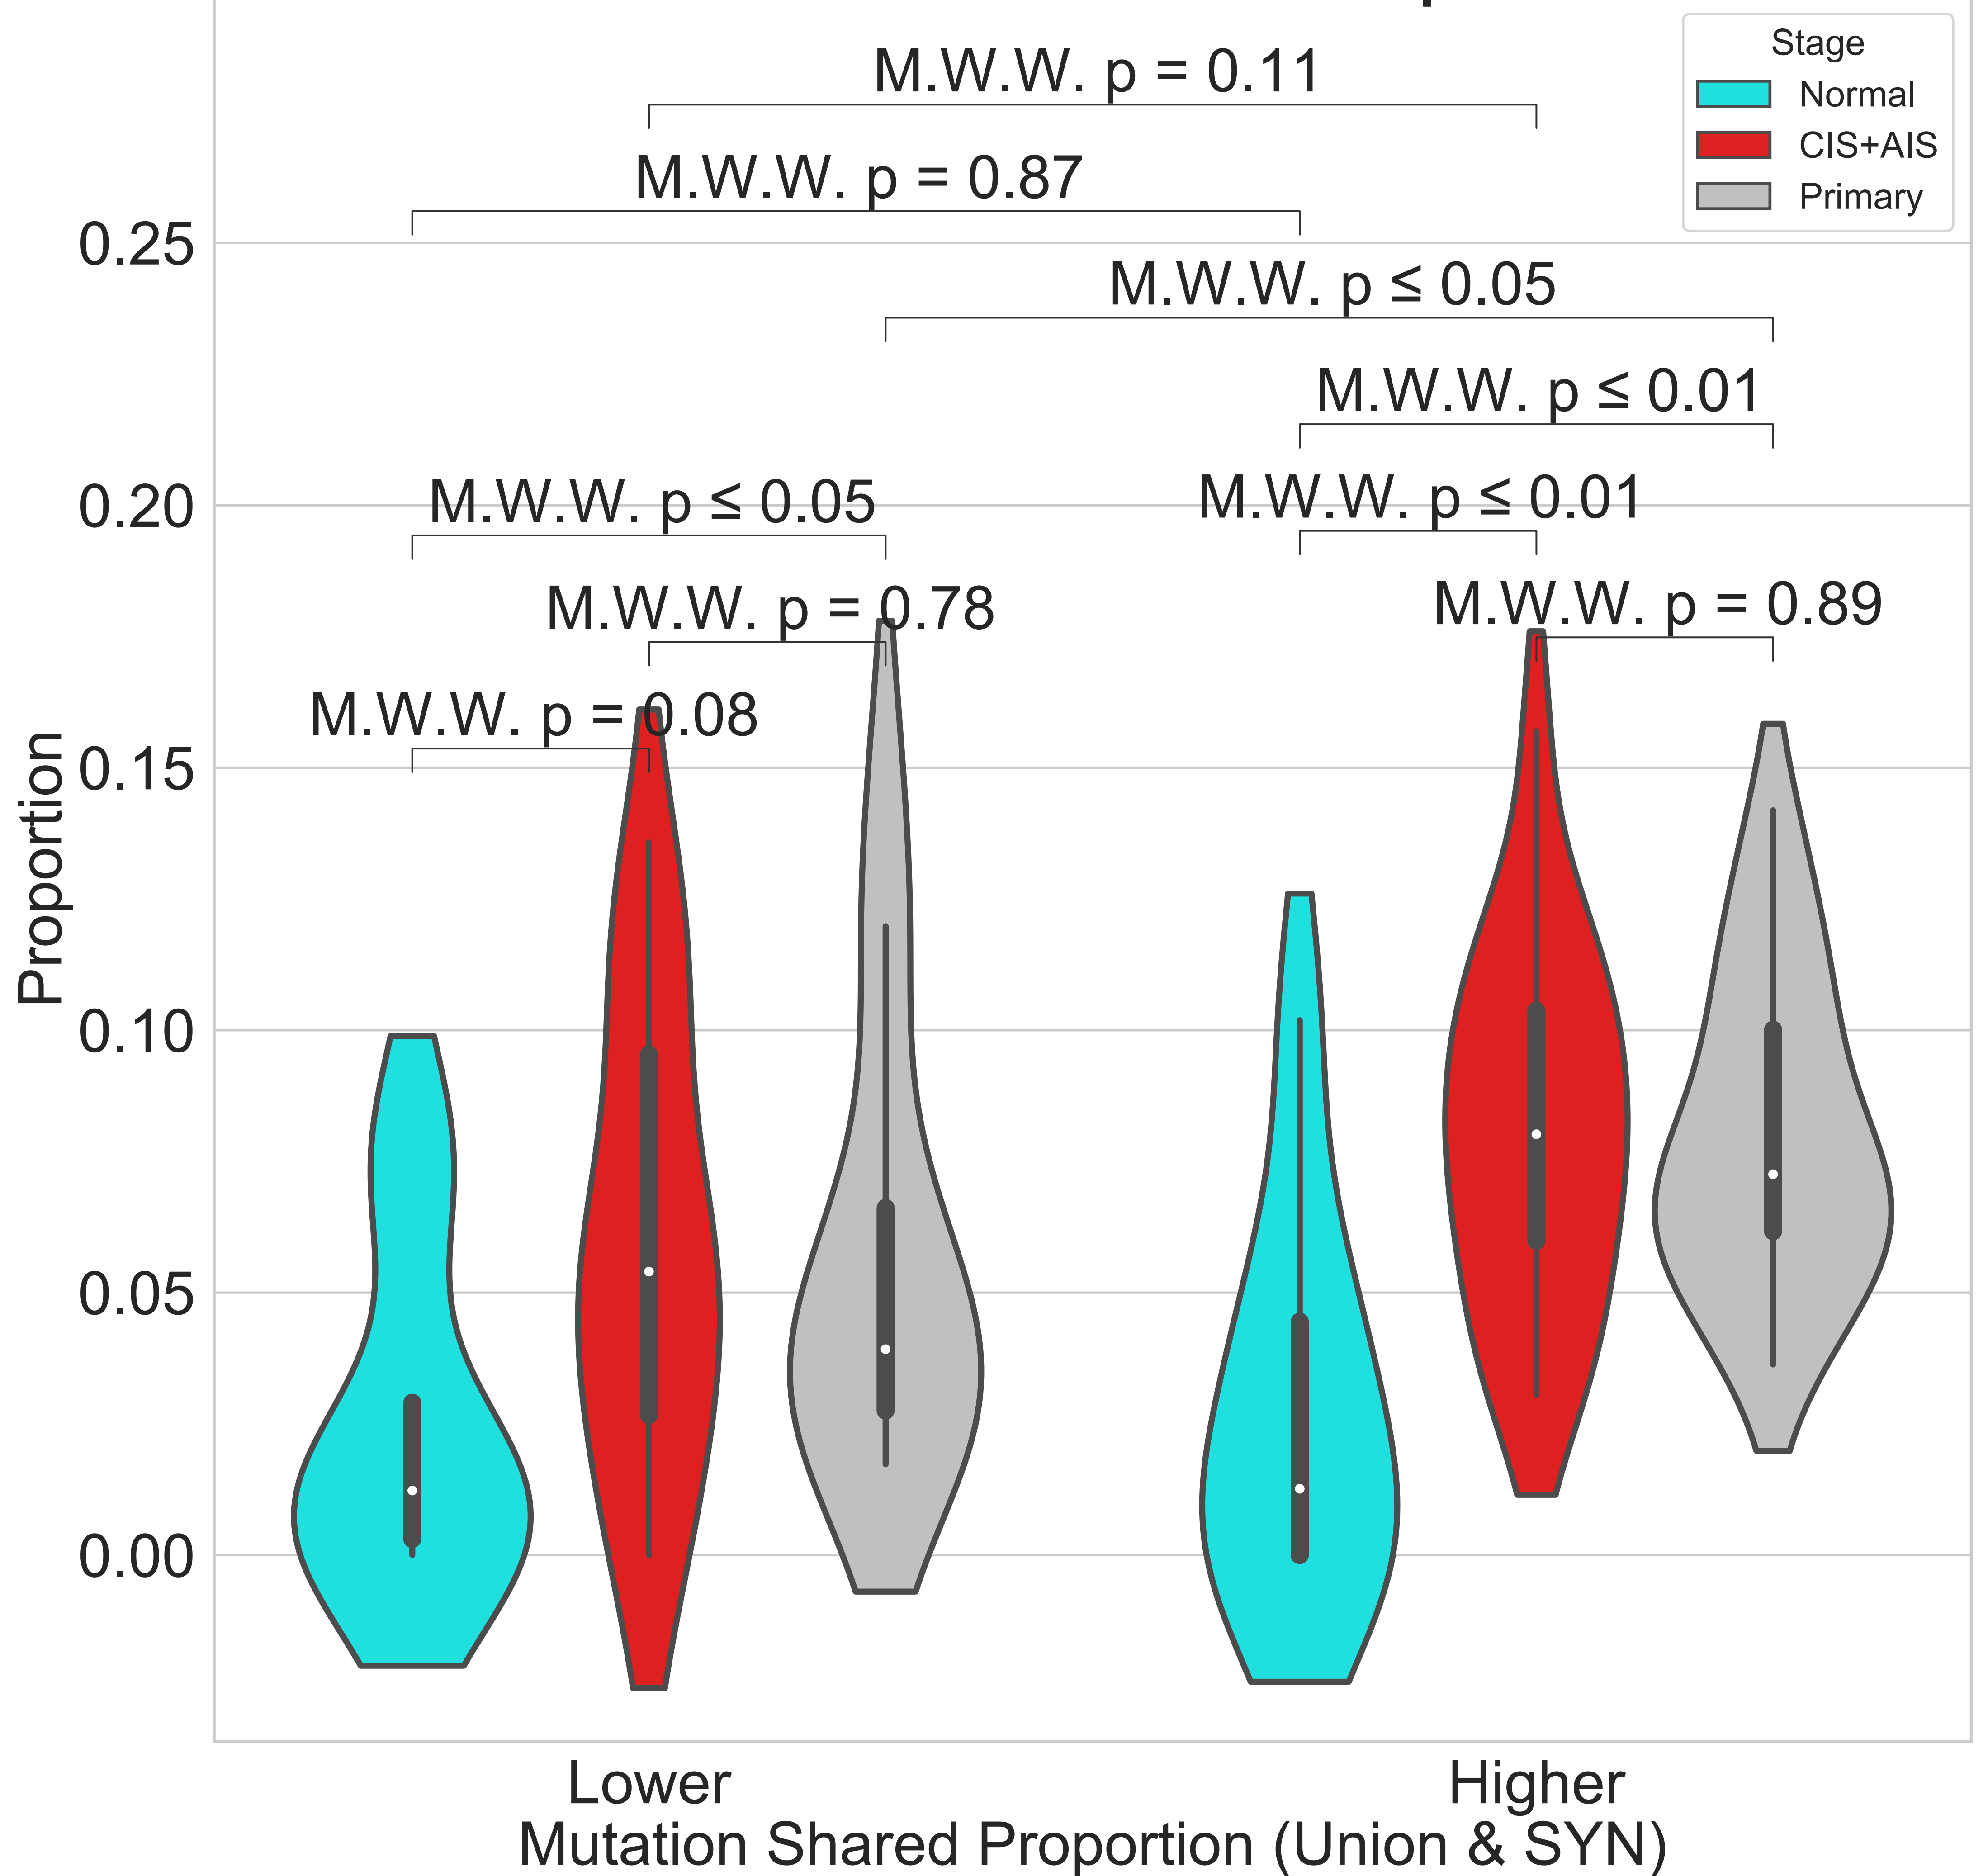 Stage
Normal
CIS+AIS
Primary
M.W.W. p = 0.11
M.W.W. p = 0.87
M.W.W. p ≤ 0.05
M.W.W. p ≤ 0.01
M.W.W. p ≤ 0.05
M.W.W. p ≤ 0.01
M.W.W. p = 0.78
M.W.W. p = 0.89
M.W.W. p = 0.08
0.25
0.20
0.15
0.10
0.05
0.00
Proportion
Lower
Higher
Mutation Shared Proportion (Union & SYN)